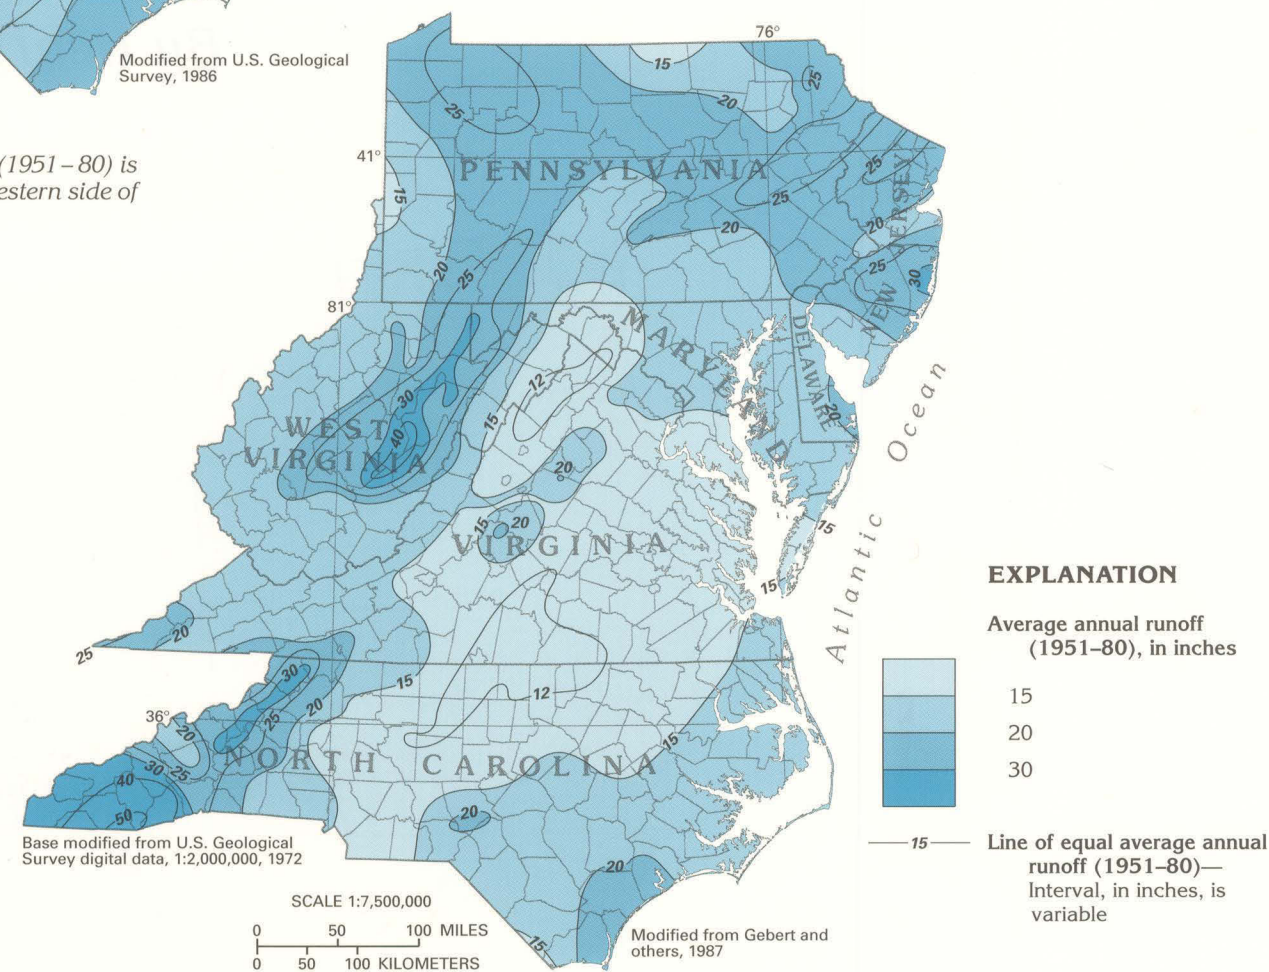 Modified from U.S. Geological
Survey, 1986
(1951–80) is
estern side of
76°
41°
81°
36°
PENNSYLVANIA
NEW JERSEY
MARYLAND
DELAWARE
WEST
VIRGINIA
VIRGINIA
NORTH CAROLINA
Atlantic Ocean
15
20
25
25
15
20
25
25
20
25
20
25
30
20
30
40
12
15
20
15
20
15
15
20
25
30
25
20
15
12
15
20
30
25
40
50
20
20
15
EXPLANATION
Average annual runoff
(1951–80), in inches
15
20
30
—15— Line of equal average annual
runoff (1951–80)—
Interval, in inches, is
variable
Base modified from U.S. Geological
Survey digital data, 1:2,000,000, 1972
SCALE 1:7,500,000
0 50 100 MILES
0 50 100 KILOMETERS
Modified from Gebert and
others, 1987